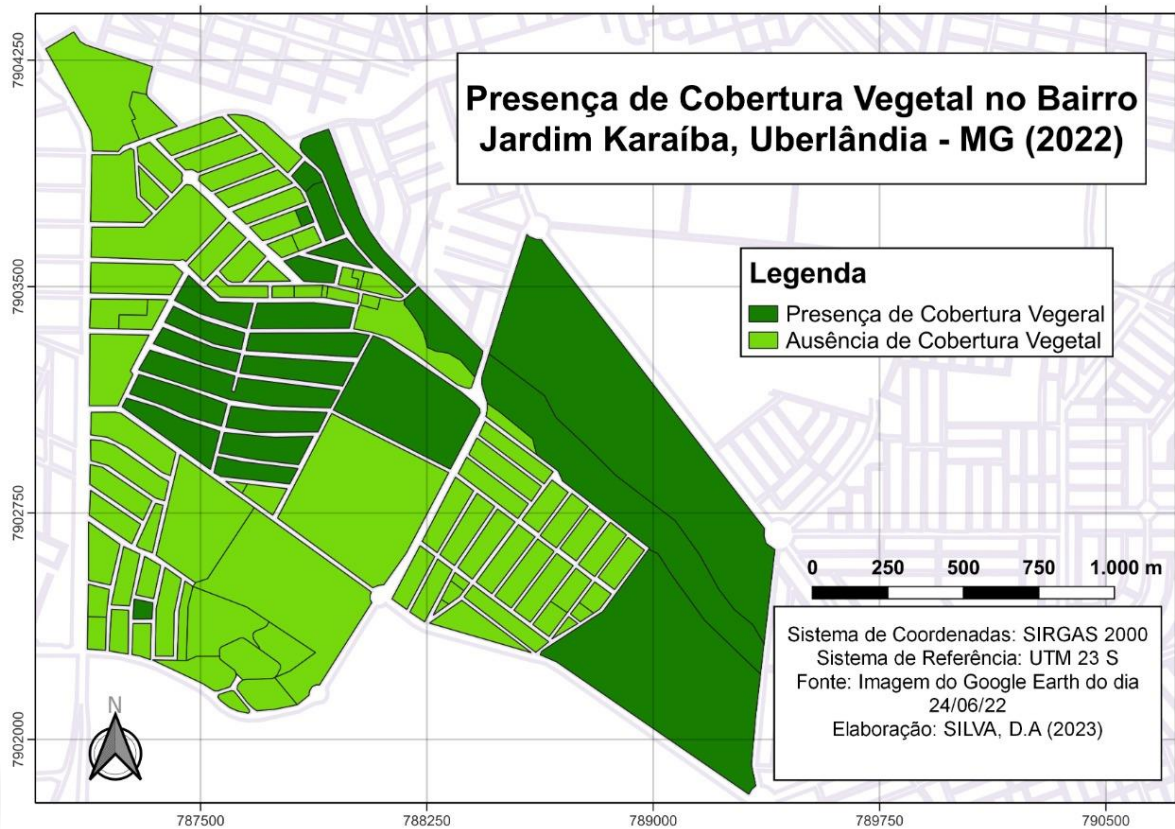 Presença de Cobertura Vegetal no Bairro
Jardim Karaíba, Uberlândia - MG (2022)
Legenda
Presença de Cobertura Vegeral
Ausência de Cobertura Vegetal
0 250 500 750 1.000 m
Sistema de Coordenadas: SIRGAS 2000
Sistema de Referência: UTM 23 S
Fonte: Imagem do Google Earth do dia
24/06/22
Elaboração: SILVA, D.A (2023)
N
7904250
7903500
7902750
7902000
787500 788250 789000 789750 790500